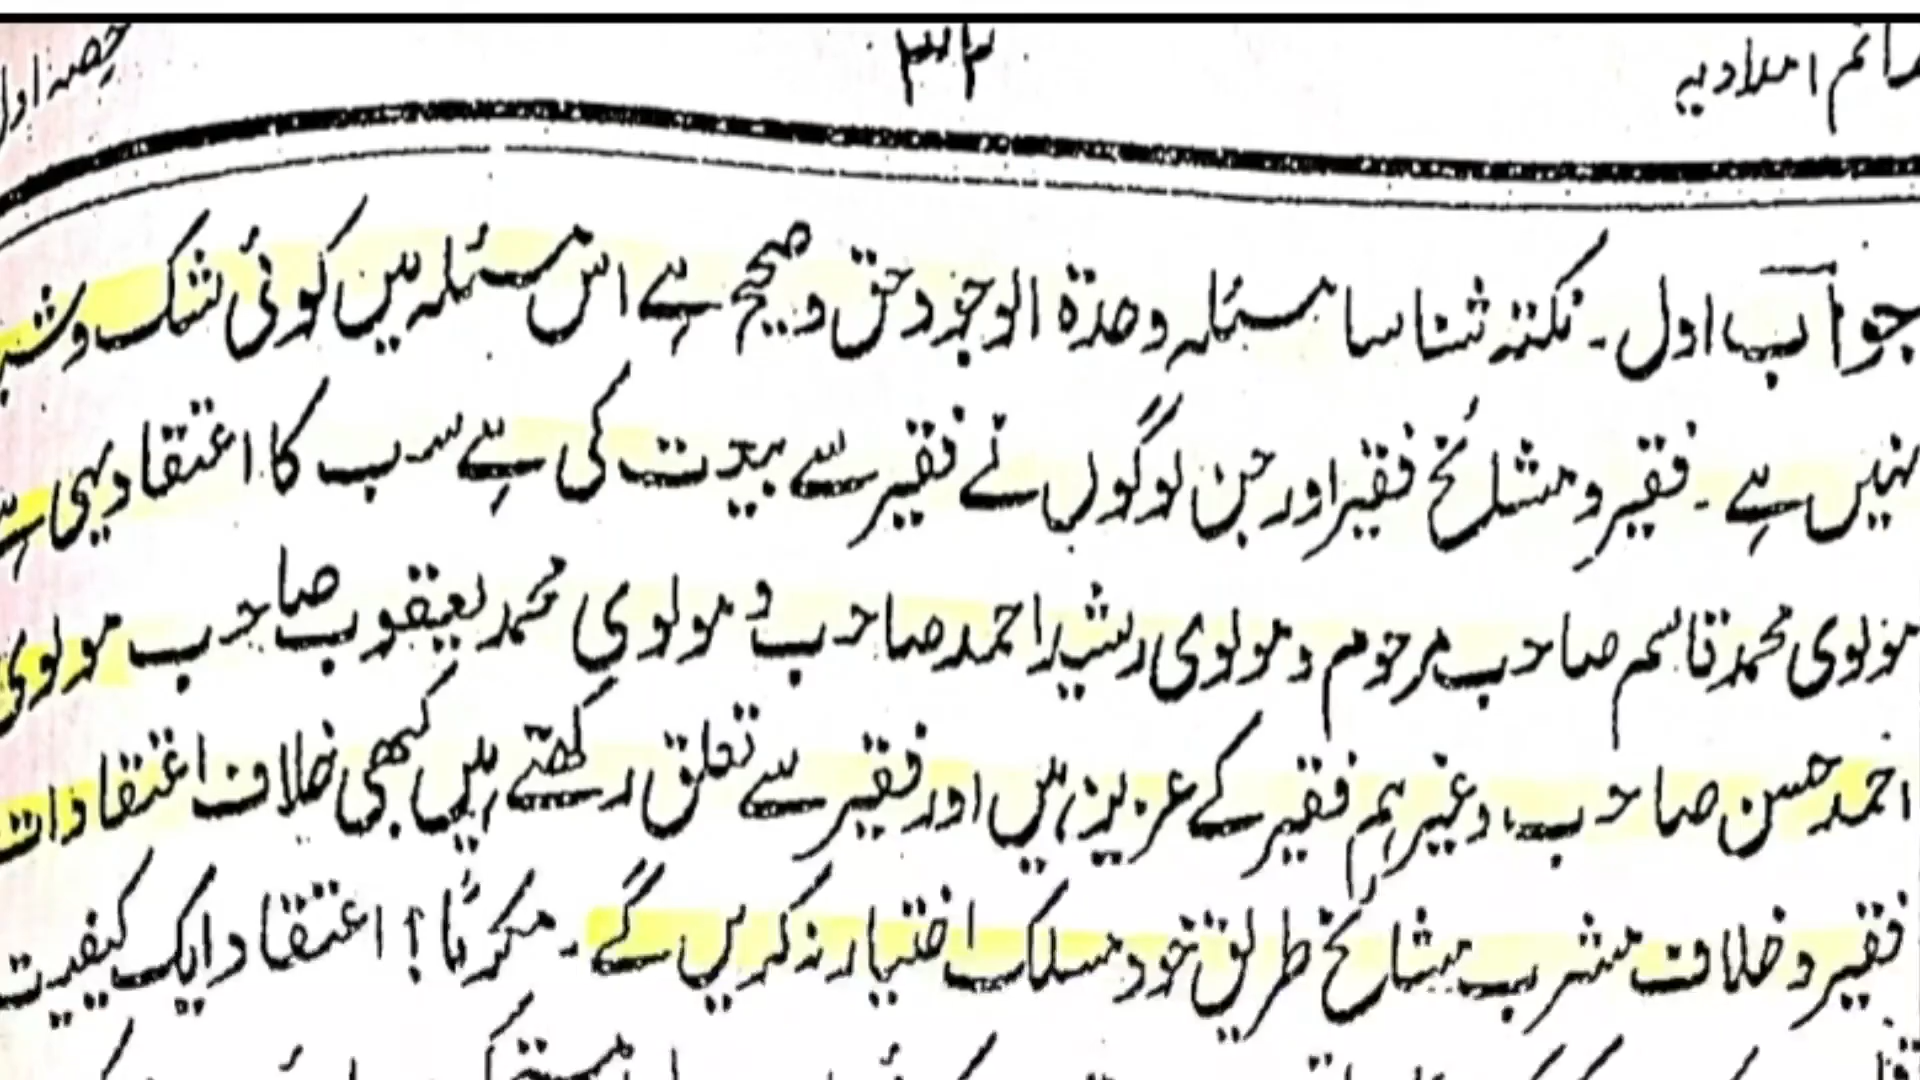 امدادیہ ٣٢ حصہ اول
جواب اول۔ نکتہ شناسا مسئلہ وحدۃ الوجود حق و صحیح ہے اس مسئلہ میں کوئی شک و شبہ
نہیں ہے۔ فقیر و مشائخ فقیر اور جن لوگوں نے فقیر سے بیعت کی ہے سب کا اعتقاد یہی ہے
مولوی محمد قاسم صاحب مرحوم و مولوی رشید احمد صاحب و مولوی محمد یعقوب صاحب مولوی
احمد حسن صاحب وغیرہم فقیر کے عزیز ہیں اور فقیر سے تعلق رکھتے ہیں کبھی خلاف اعتقادات
فقیر و خلاف مشرب مشائخ طریق خود مسلک اختیار نہ کریں گے۔ مکرمًا؟ اعتقاد ایک کیفیت